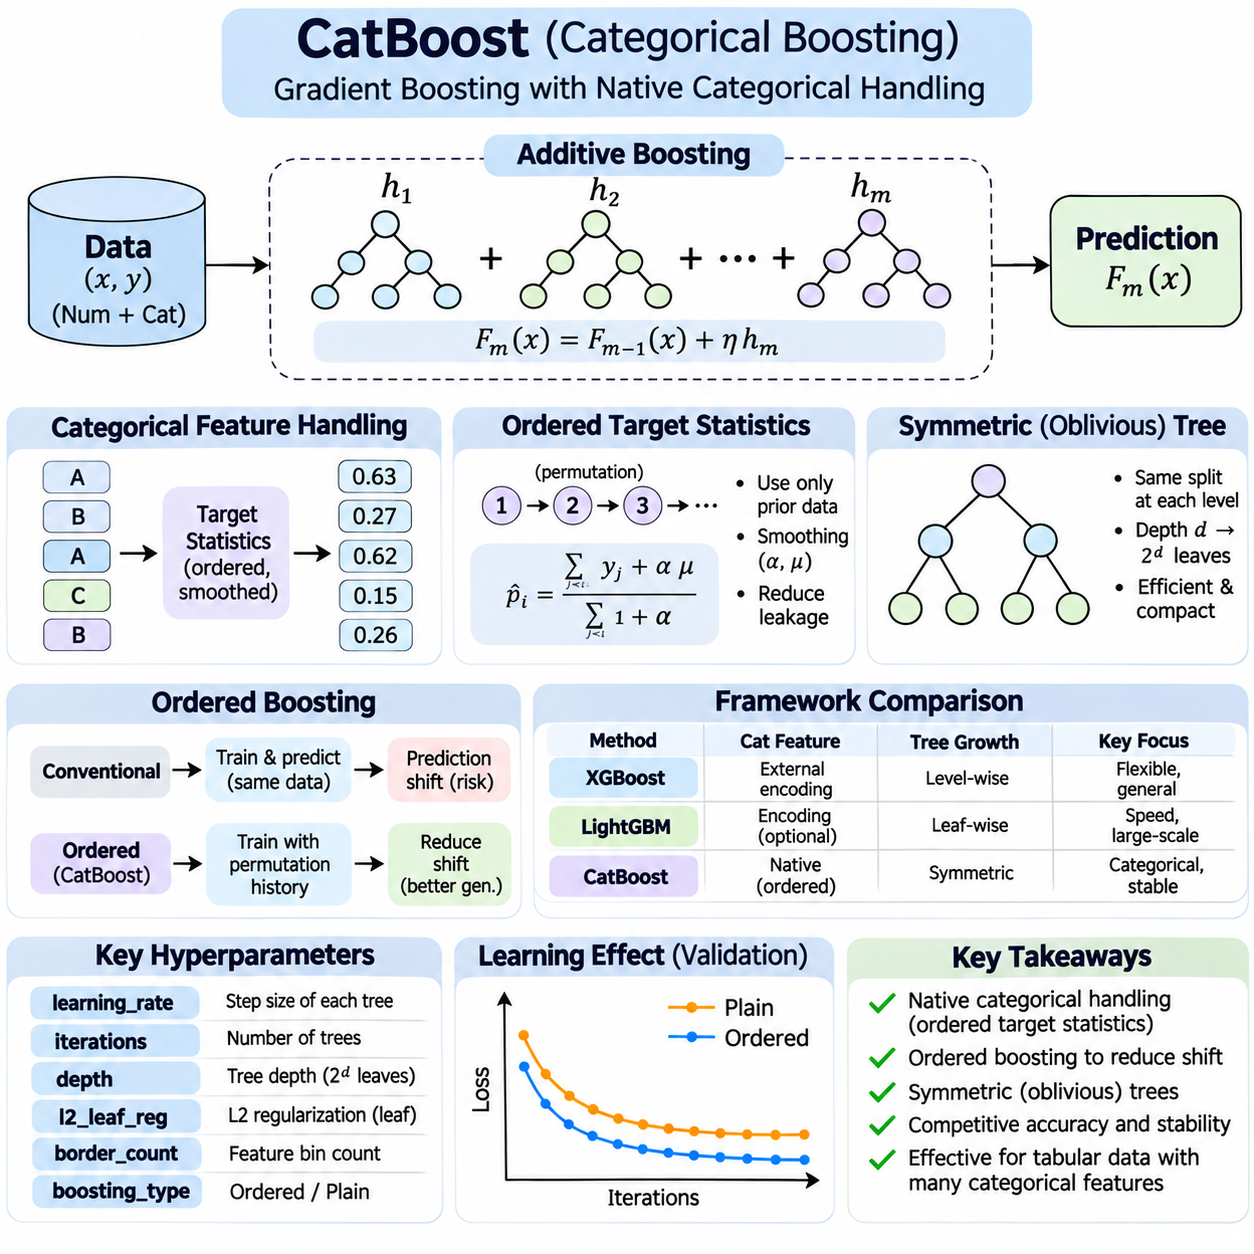 CatBoost (Categorical Boosting)
Gradient Boosting with Native Categorical Handling
Additive Boosting
Data
(x, y)
(Num + Cat)
h₁
h₂
hₘ
+
+ ⋯ +
Fₘ(x) = Fₘ₋₁(x) + η hₘ
Prediction
Fₘ(x)
Categorical Feature Handling
A
B
A
C
B
Target
Statistics
(ordered,
smoothed)
0.63
0.27
0.62
0.15
0.26
Ordered Target Statistics
(permutation)
1 → 2 → 3 → ⋯
p̂ᵢ =
∑ yⱼ + α μ
∑ 1 + α
• Use only
prior data
• Smoothing
(α, μ)
• Reduce
leakage
Symmetric (Oblivious) Tree
• Same split
at each level
• Depth d →
2ᵈ leaves
• Efficient &
compact
Ordered Boosting
Conventional
Train & predict
(same data)
Prediction
shift (risk)
Ordered
(CatBoost)
Train with
permutation
history
Reduce
shift
(better gen.)
Framework Comparison
Method Cat Feature Tree Growth Key Focus
XGBoost
External
encoding
Level-wise
Flexible,
general
LightGBM
Encoding
(optional)
Leaf-wise
Speed,
large-scale
CatBoost
Native
(ordered)
Symmetric
Categorical,
stable
Key Hyperparameters
learning_rate Step size of each tree
iterations Number of trees
depth Tree depth (2ᵈ leaves)
l2_leaf_reg L2 regularization (leaf)
border_count Feature bin count
boosting_type Ordered / Plain
Learning Effect (Validation)
Plain
Ordered
Loss
Iterations
Key Takeaways
✓ Native categorical handling
(ordered target statistics)
✓ Ordered boosting to reduce shift
✓ Symmetric (oblivious) trees
✓ Competitive accuracy and stability
✓ Effective for tabular data with
many categorical features